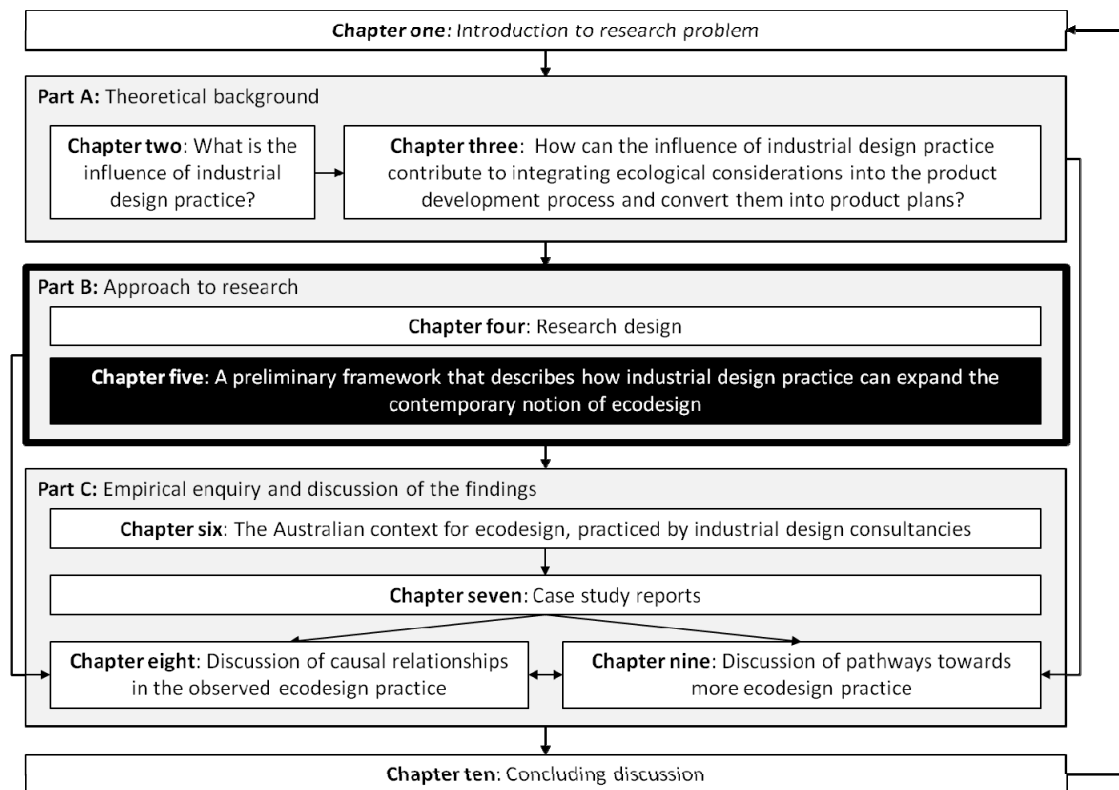 Chapter one: Introduction to research problem
Part A: Theoretical background
Chapter two: What is the
influence of industrial
design practice?
Chapter three: How can the influence of industrial design practice
contribute to integrating ecological considerations into the product
development process and convert them into product plans?
Part B: Approach to research
Chapter four: Research design
Chapter five: A preliminary framework that describes how industrial design practice can expand the
contemporary notion of ecodesign
Part C: Empirical enquiry and discussion of the findings
Chapter six: The Australian context for ecodesign, practiced by industrial design consultancies
Chapter seven: Case study reports
Chapter eight: Discussion of causal relationships
in the observed ecodesign practice
Chapter nine: Discussion of pathways towards
more ecodesign practice
Chapter ten: Concluding discussion